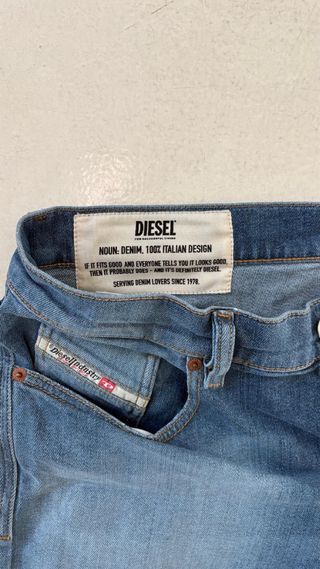 DIESEL
FOR SUCCESSFUL LIVING
NOUN: DENIM, 100% ITALIAN DESIGN
IF IT FITS GOOD AND EVERYONE TELLS YOU IT LOOKS GOOD,
THEN IT PROBABLY DOES - AND IT'S DEFINITELY DIESEL.
SERVING DENIM LOVERS SINCE 1978.
DieselIndustry
D